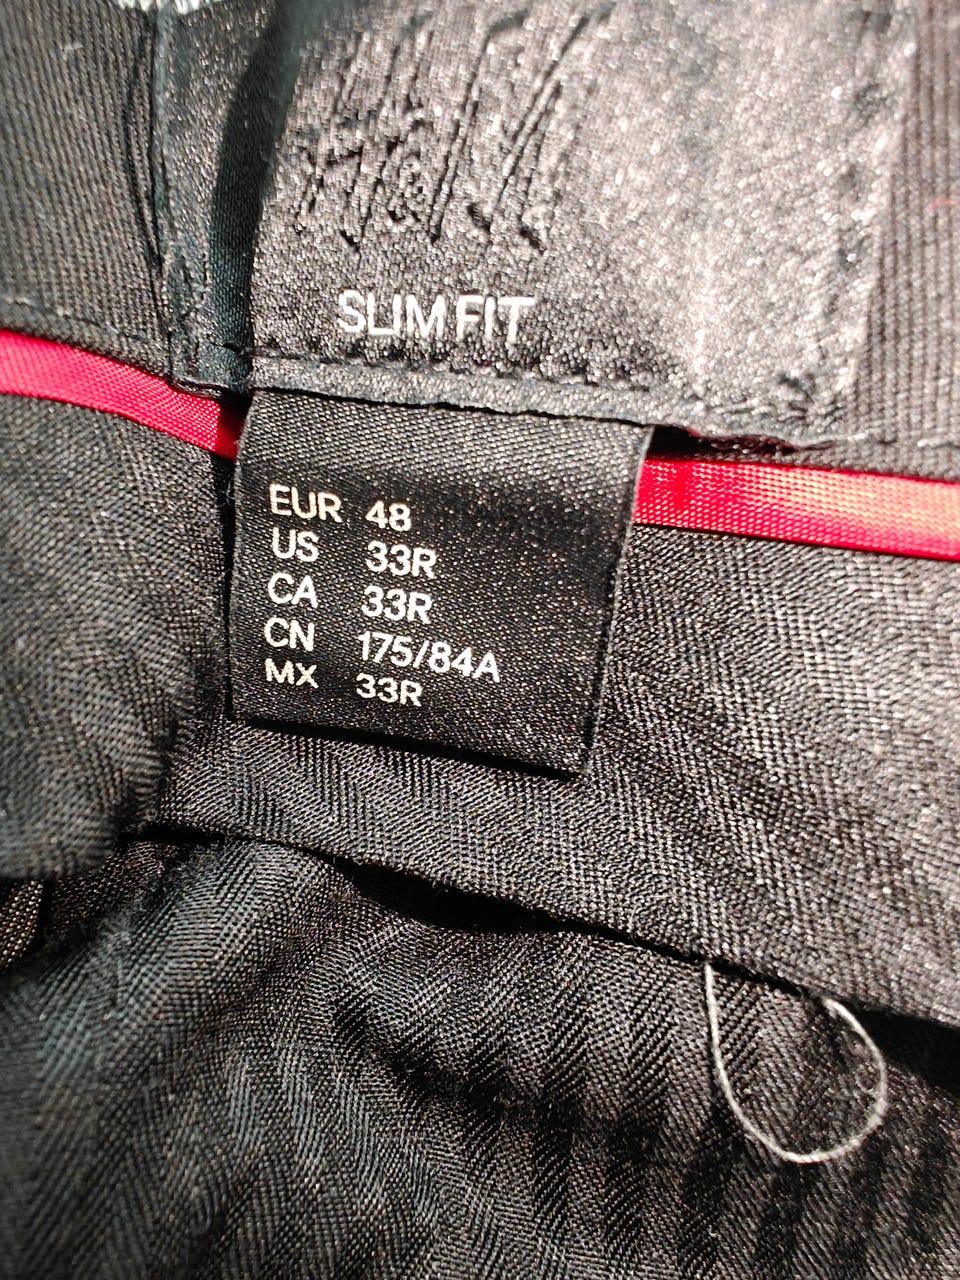 H&M
SLIM FIT
EUR 48
US 33R
CA 33R
CN 175/84A
MX 33R